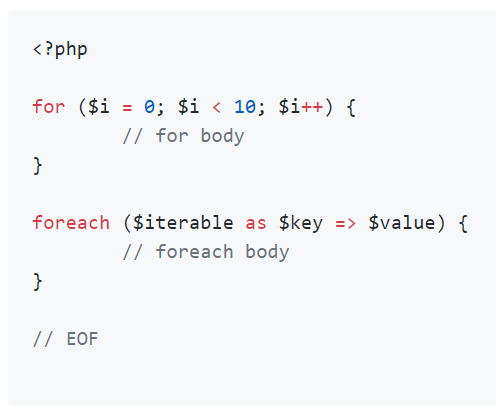 <?php
for ($i = 0; $i < 10; $i++) {
        // for body
}
foreach ($iterable as $key => $value) {
        // foreach body
}
// EOF